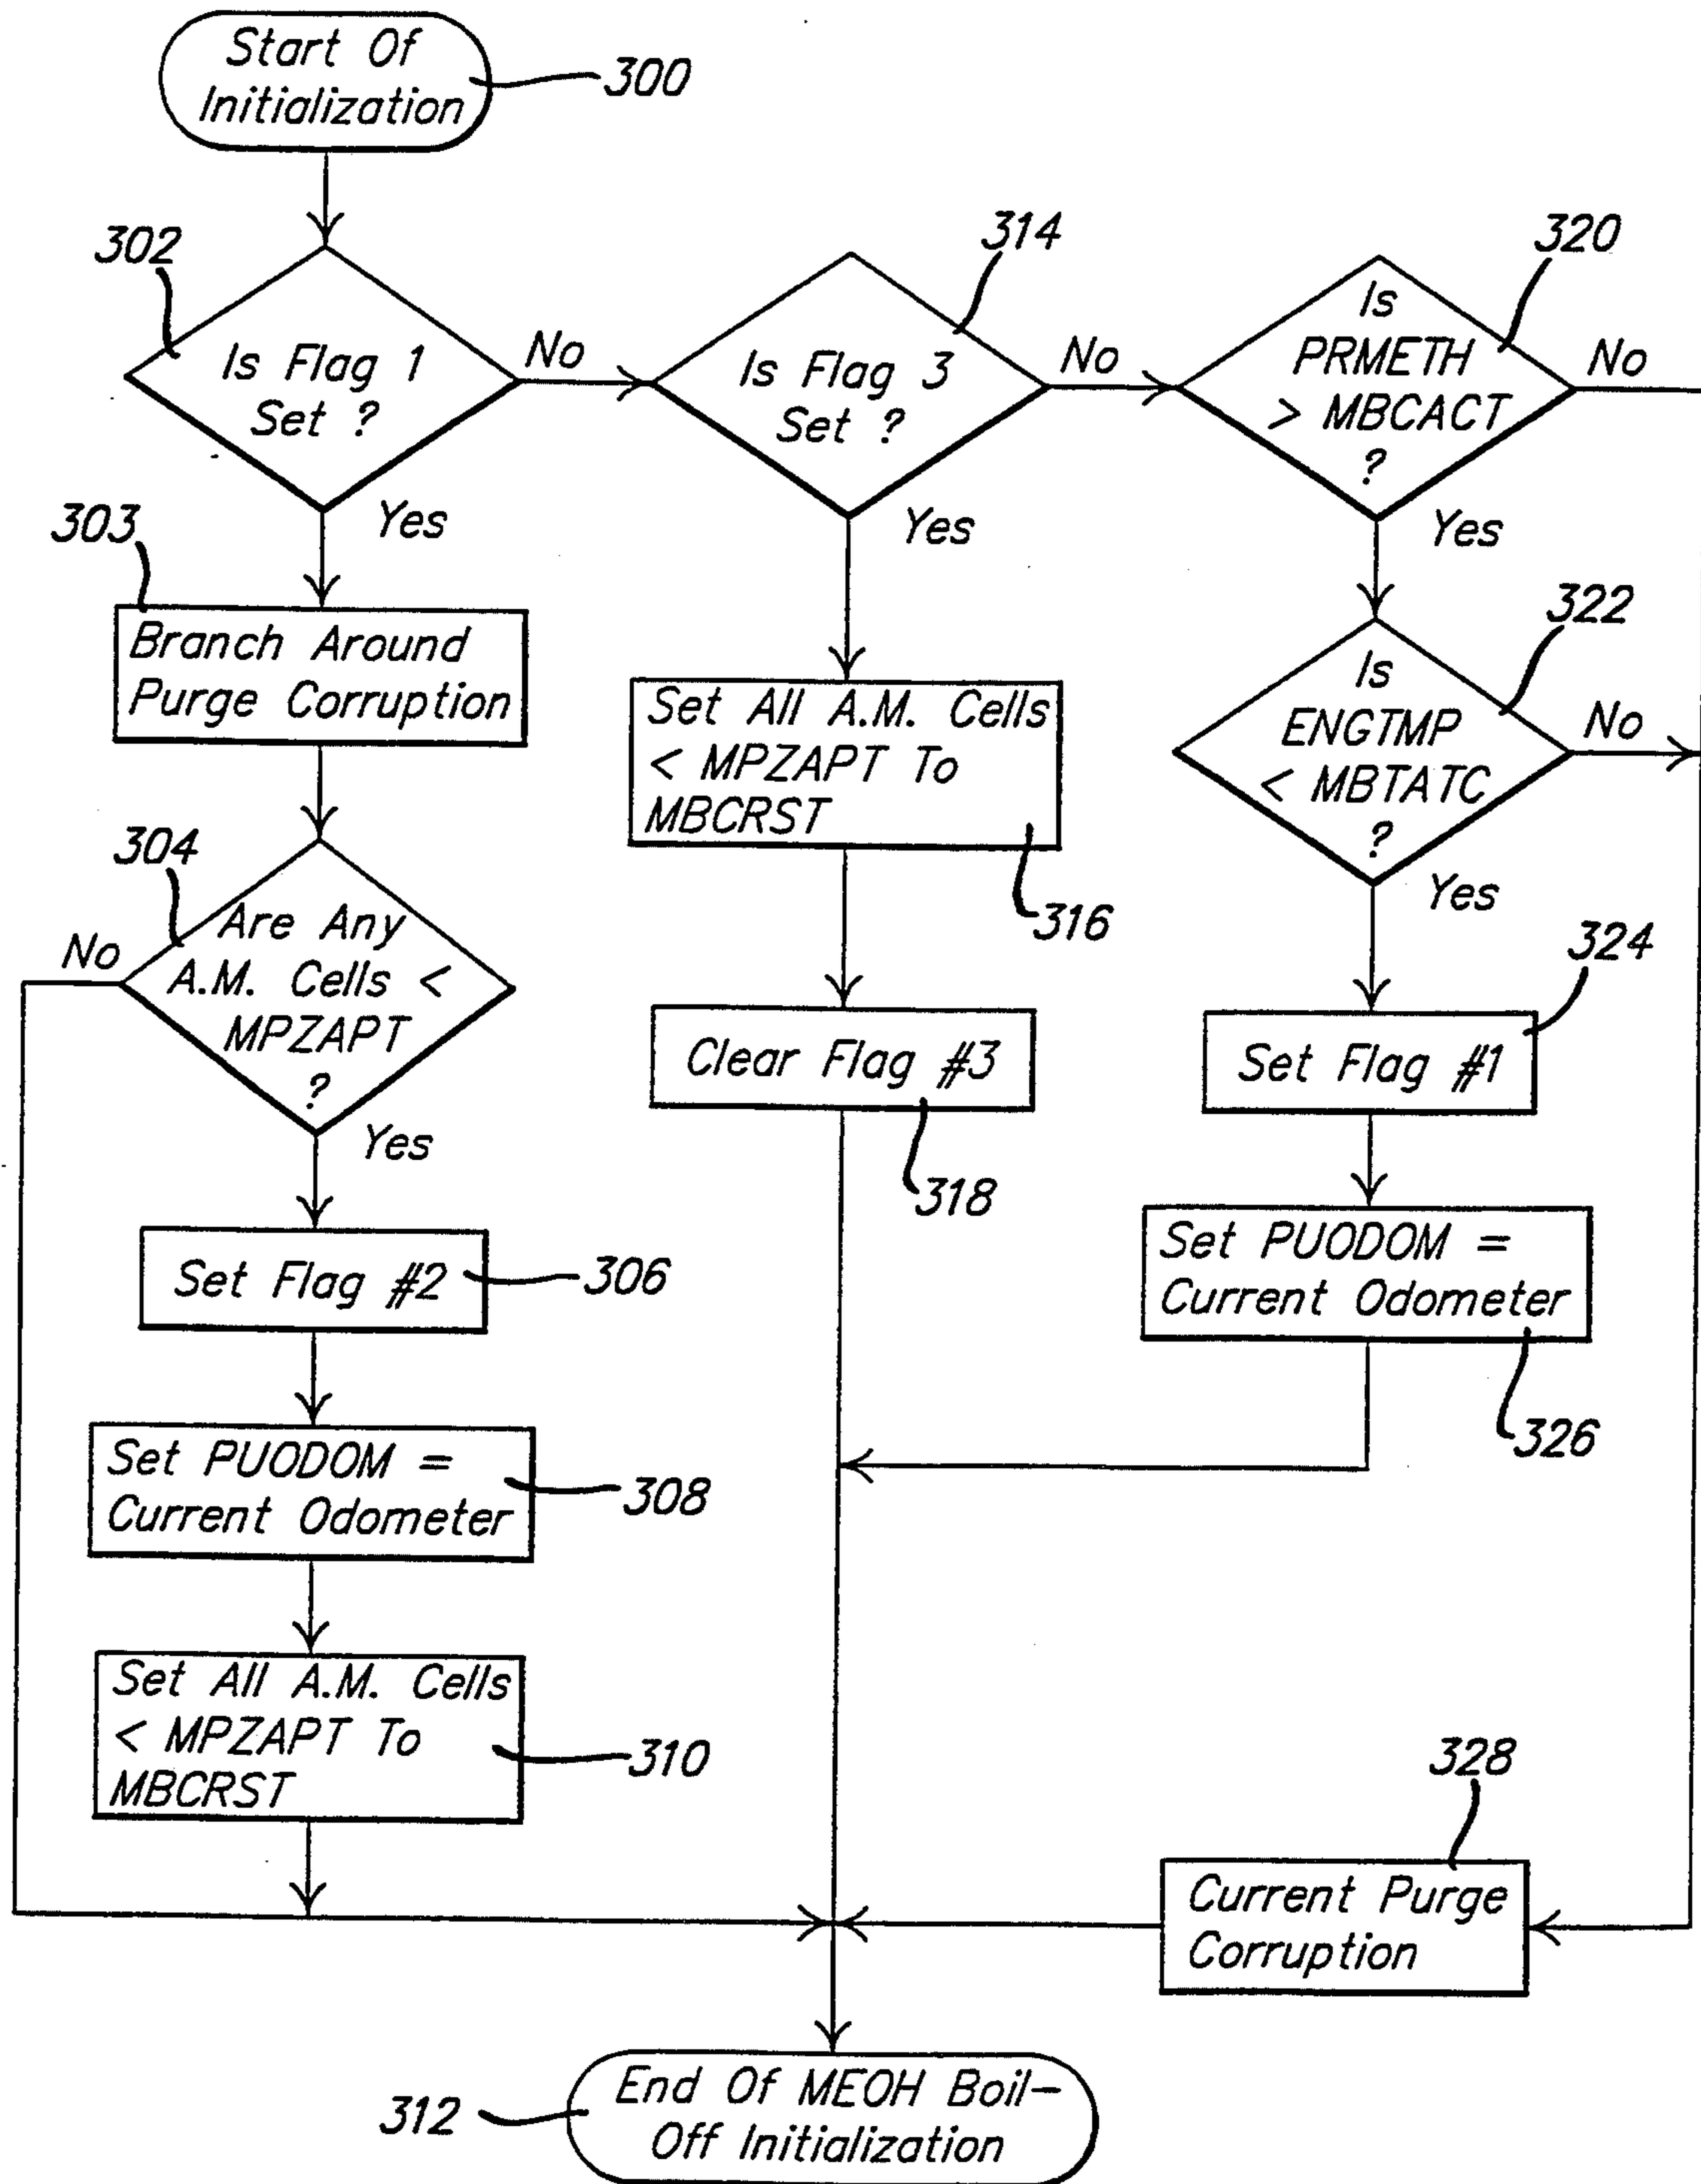 Start Of
Initialization
300
302
Is Flag 1
Set ?
No
Yes
314
Is Flag 3
Set ?
No
Yes
320
Is
PRMETH
> MBCACT
?
No
Yes
303
Branch Around
Purge Corruption
304
Are Any
A.M. Cells <
MPZAPT
?
No
Yes
Set Flag #2
306
Set PUODOM =
Current Odometer
308
Set All A.M. Cells
< MPZAPT To
MBCRST
310
Set All A.M. Cells
< MPZAPT To
MBCRST
316
Clear Flag #3
318
322
Is
ENGTMP
< MBTATC
?
No
Yes
324
Set Flag #1
Set PUODOM =
Current Odometer
326
328
Current Purge
Corruption
312
End Of MEOH Boil-
Off Initialization